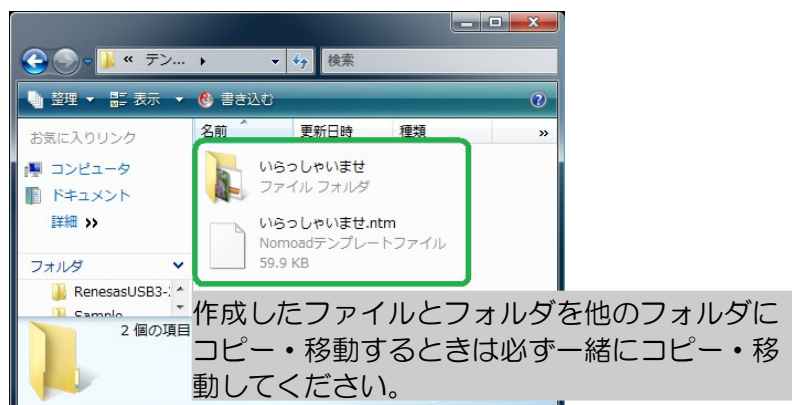 « テン...
検索
整理 表示 書き込む
お気に入りリンク
名前 更新日時 種類 »
コンピュータ
ドキュメント
詳細 »
フォルダ
RenesasUSB3-
Sample
いらっしゃいませ
ファイル フォルダ
いらっしゃいませ.ntm
Nomoadテンプレートファイル
59.9 KB
2 個の項目
作成したファイルとフォルダを他のフォルダに
コピー・移動するときは必ず一緒にコピー・移
動してください。